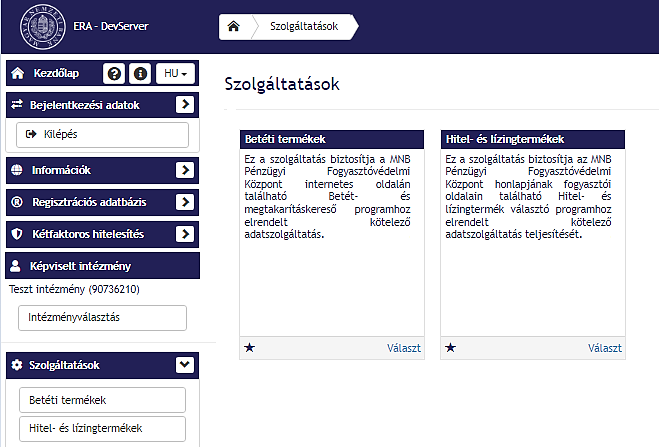 MAGYAR NEMZETI BANK
ERA - DevServer
Szolgáltatások
Kezdőlap
HU
Bejelentkezési adatok
Kilépés
Információk
Regisztrációs adatbázis
Kétfaktoros hitelesítés
Képviselt intézmény
Teszt intézmény (90736210)
Intézményválasztás
Szolgáltatások
Betéti termékek
Hitel- és lízingtermékek
Szolgáltatások
Betéti termékek
Ez a szolgáltatás biztosítja a MNB
Pénzügyi Fogyasztóvédelmi
Központ internetes oldalán
található Betét- és
megtakarításkereső programhoz
elrendelt kötelező
adatszolgáltatás.
Választ
Hitel- és lízingtermékek
Ez a szolgáltatás biztosítja az MNB
Pénzügyi Fogyasztóvédelmi
Központ honlapjának fogyasztói
oldalain található Hitel- és
lízingtermék választó programhoz
elrendelt kötelező
adatszolgáltatás teljesítését.
Választ